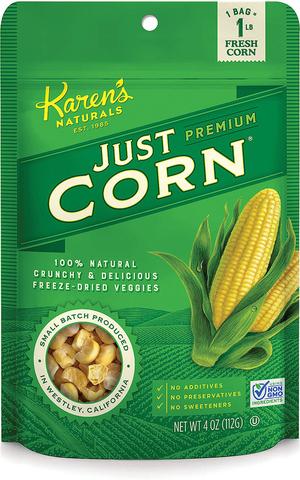 1 BAG =
1 LB
FRESH
CORN
Karen's
NATURALS
EST. 1985
JUST PREMIUM
CORN®
100% NATURAL
CRUNCHY & DELICIOUS
FREEZE-DRIED VEGGIES
SMALL BATCH PRODUCED
• IN WESTLEY, CALIFORNIA •
✓ NO ADDITIVES
✓ NO PRESERVATIVES
✓ NO SWEETENERS
NON
GMO
INGREDIENTS
NET WT 4 OZ (112G) U